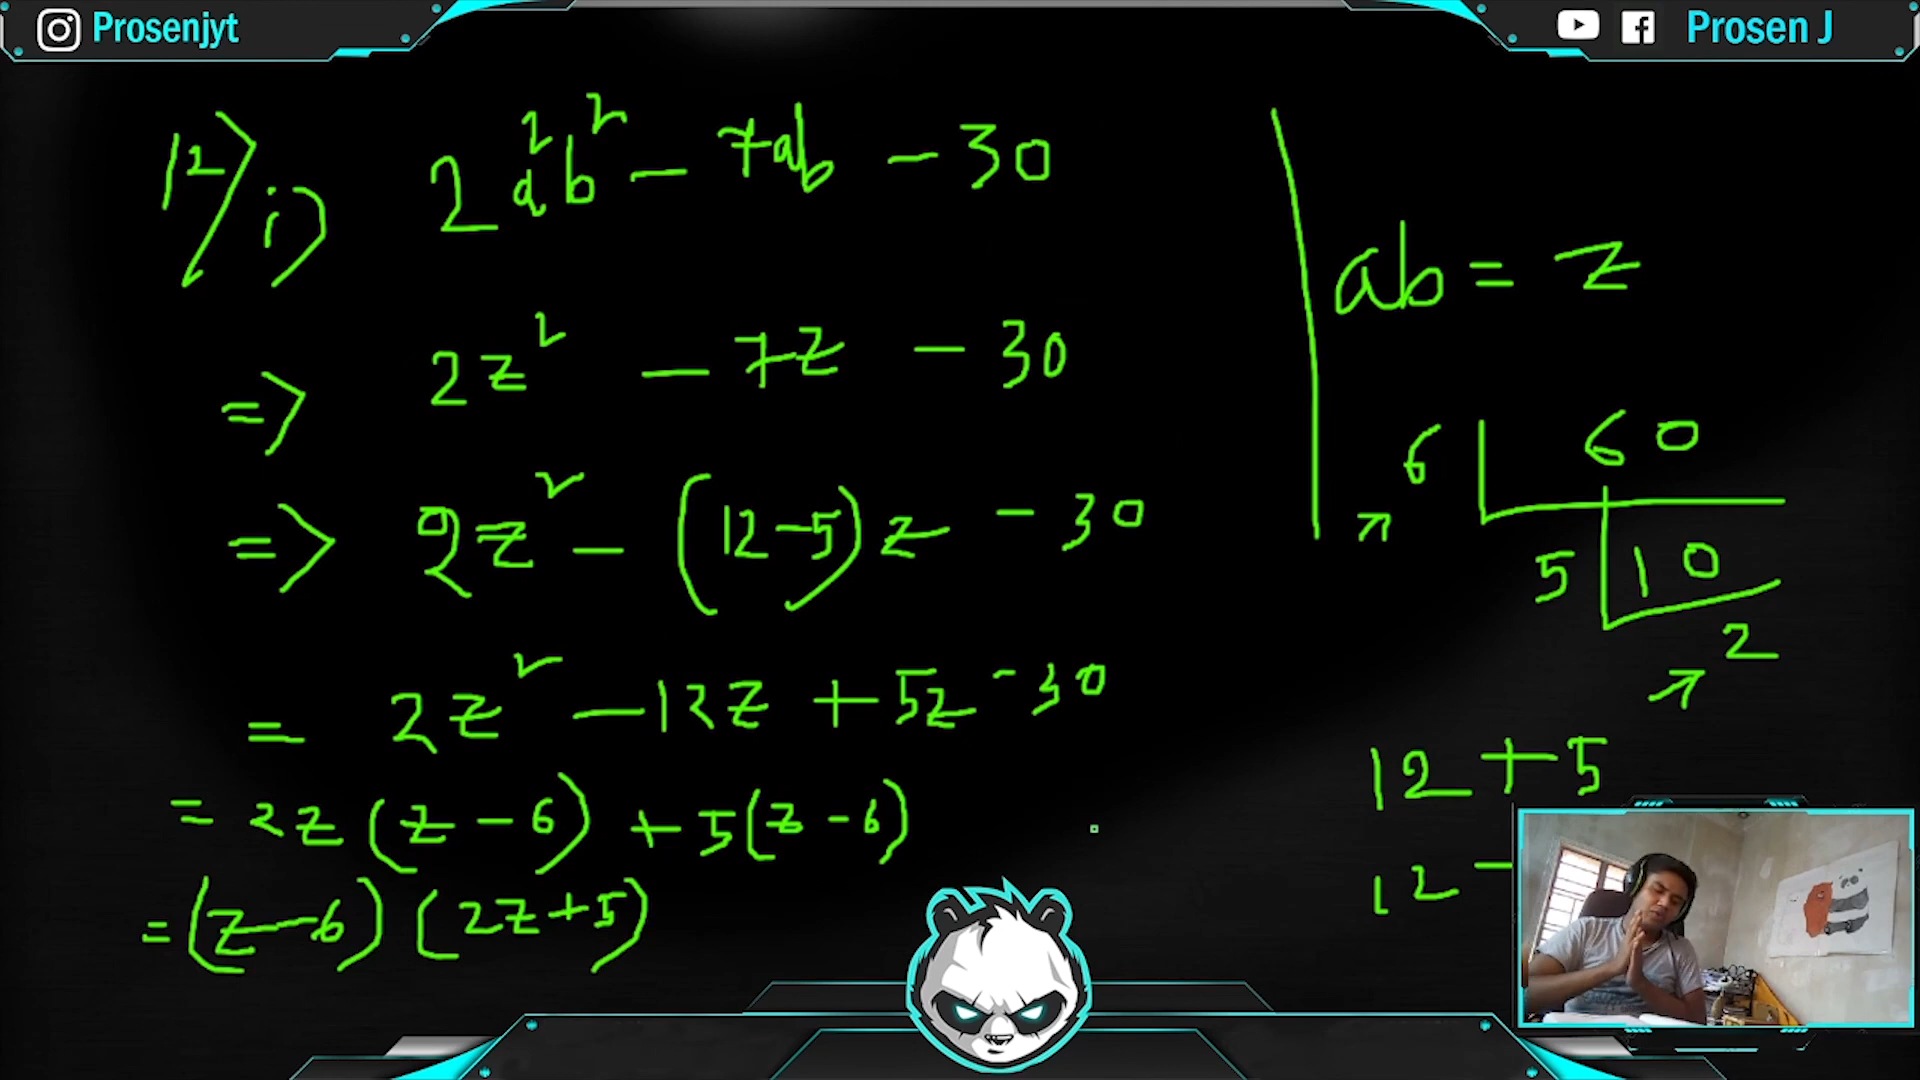 Prosenjyt
Prosen J
12) i) 2a²b² - 7ab - 30
=> 2z² - 7z - 30
=> 2z² - (12-5)z - 30
= 2z² - 12z + 5z - 30
= 2z(z - 6) + 5(z - 6)
= (z - 6) (2z + 5)
ab = z
6 60
5 10
2
12 + 5
12 -